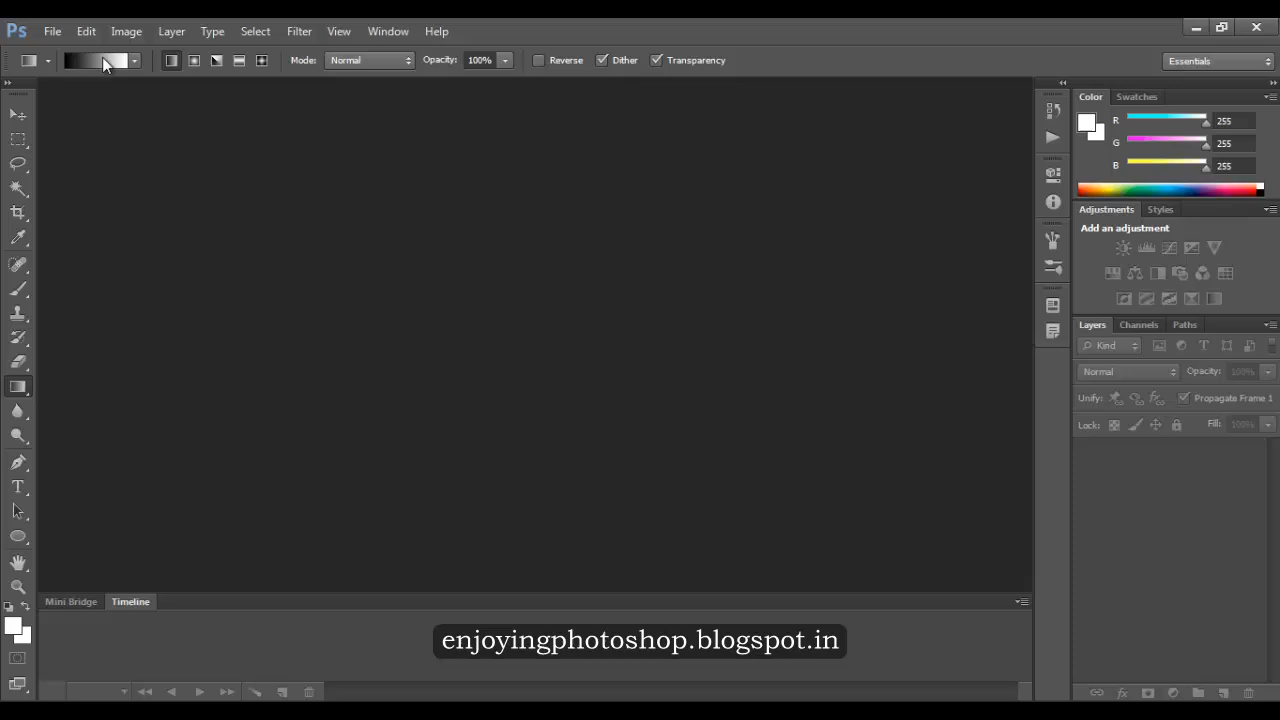 Ps File Edit Image Layer Type Select Filter View Window Help
Mode: Normal Opacity: 100% Reverse Dither Transparency Essentials
Color Swatches
R 255
G 255
B 255
Adjustments Styles
Add an adjustment
Layers Channels Paths
Kind
Normal Opacity: 100%
Unify: Propagate Frame 1
Lock: Fill: 100%
Mini Bridge Timeline
enjoyingphotoshop.blogspot.in